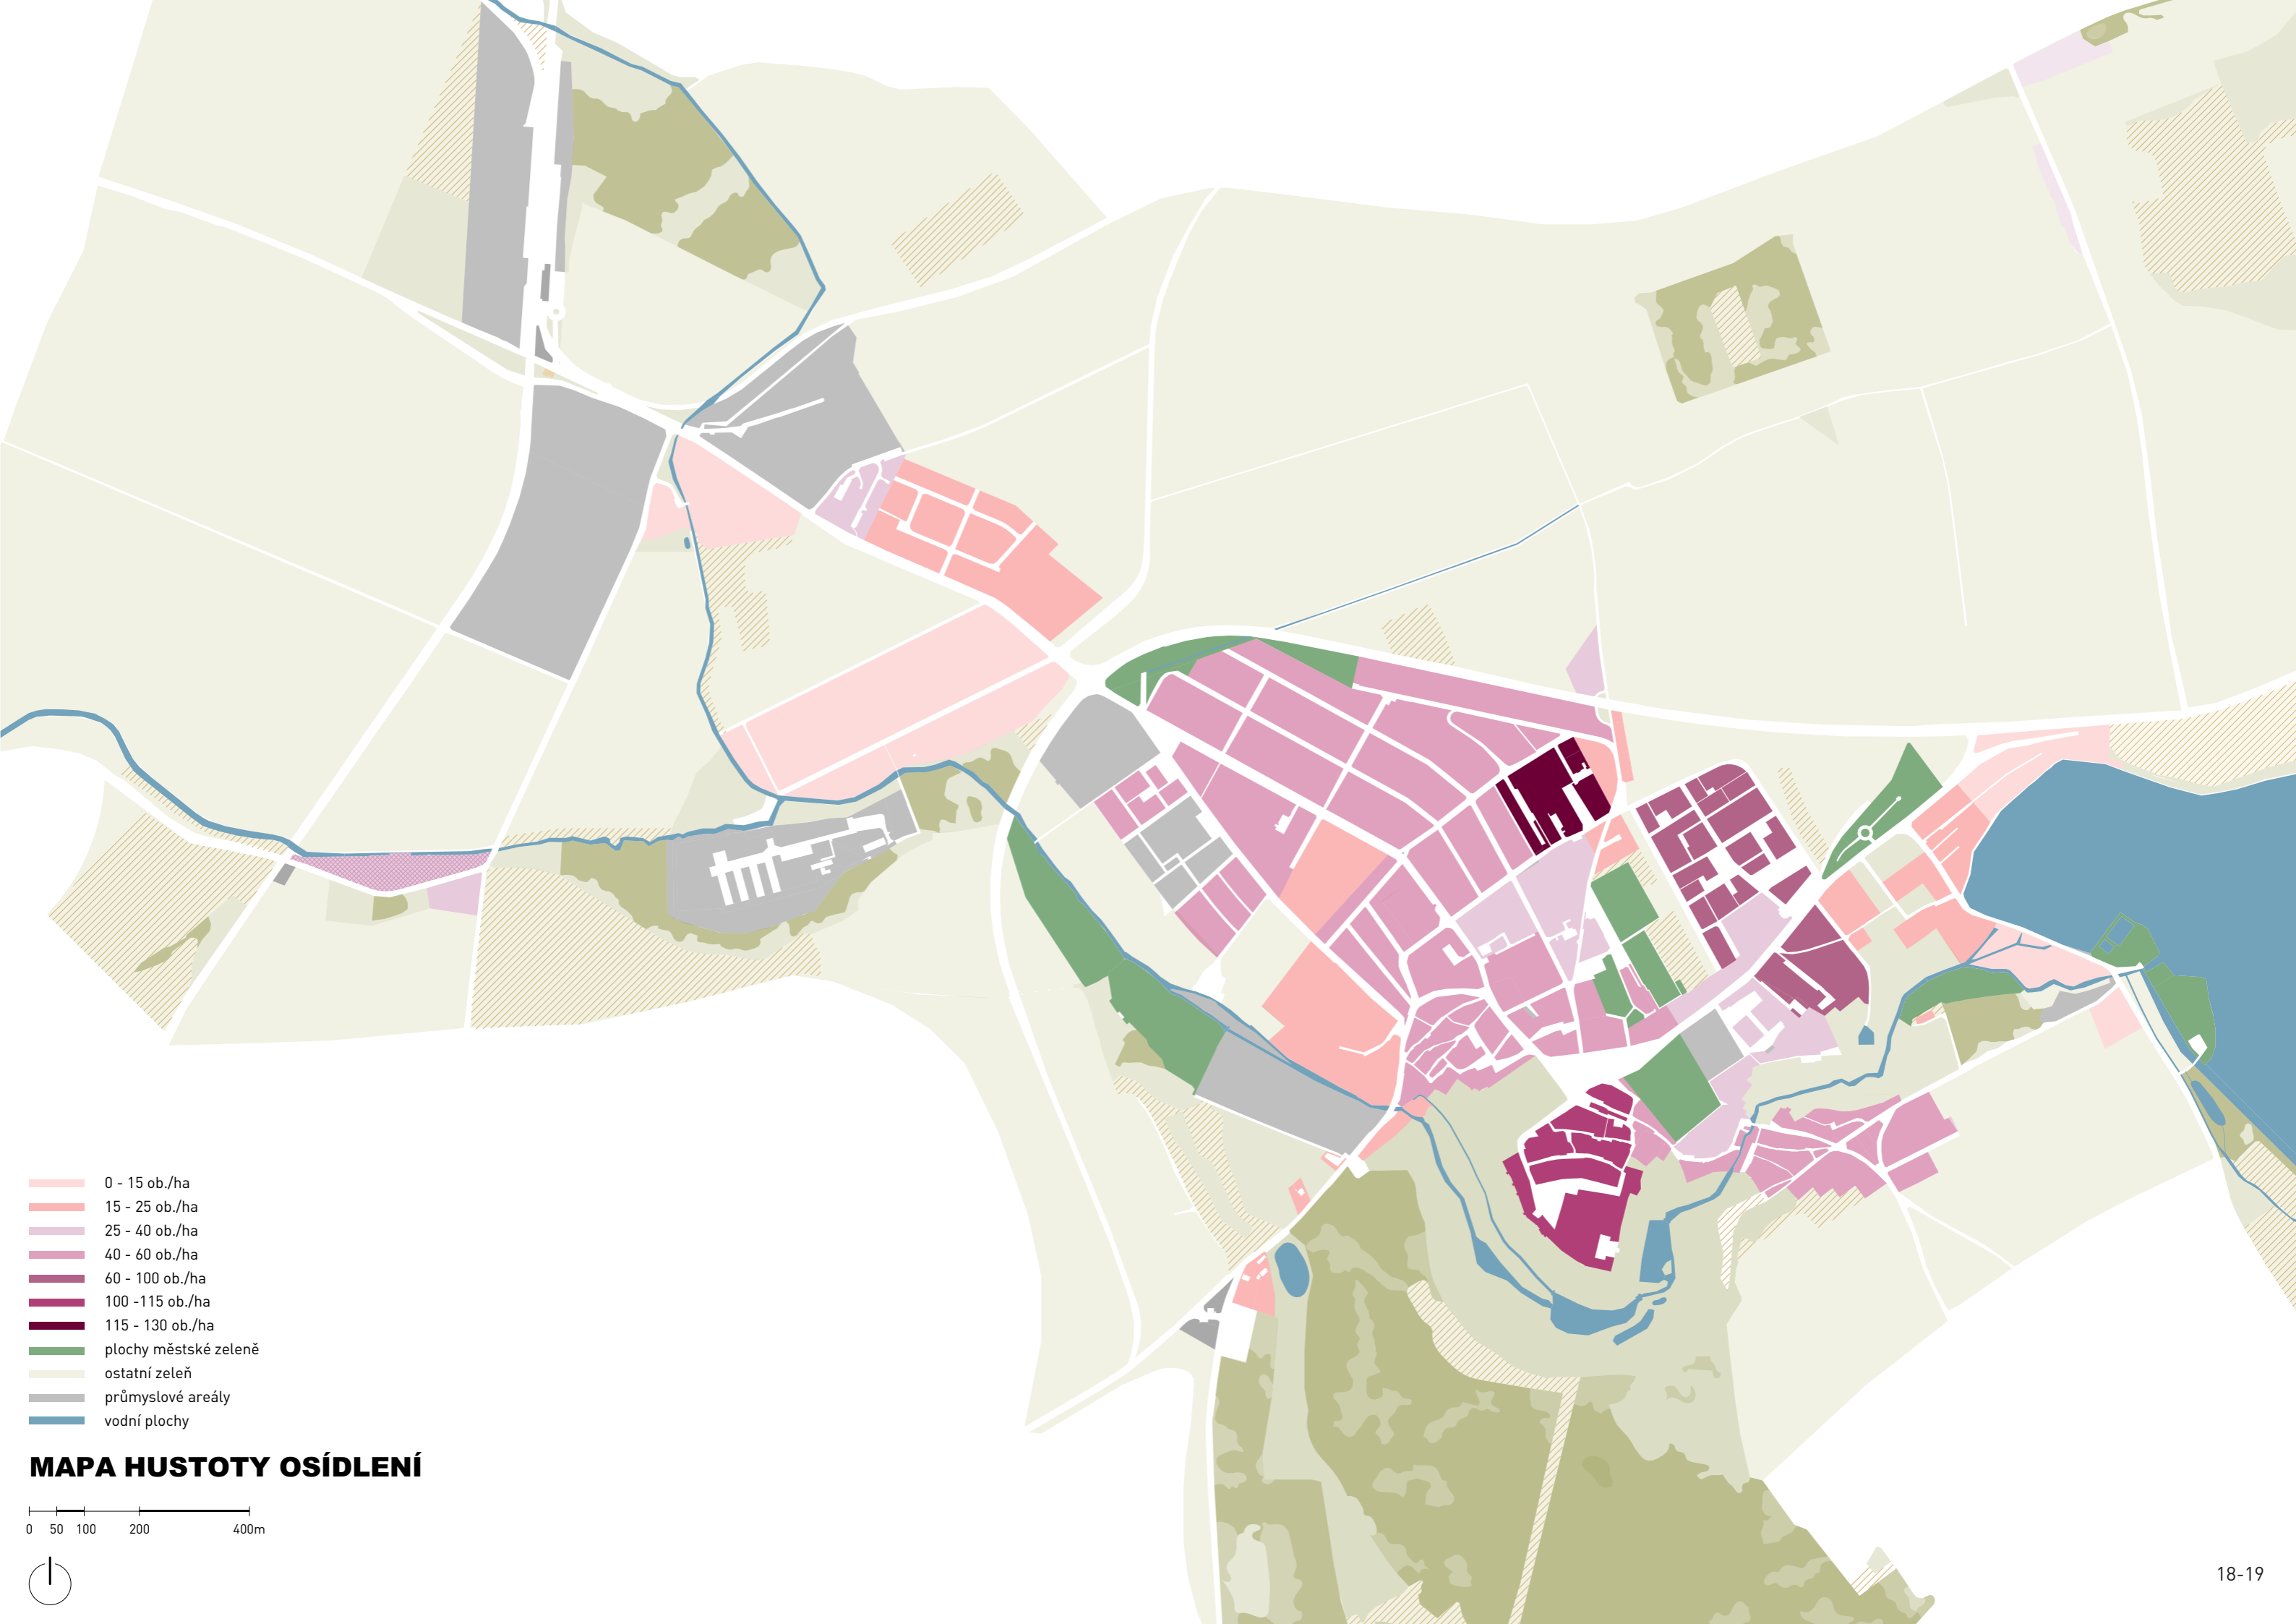 0 - 15 ob./ha
15 - 25 ob./ha
25 - 40 ob./ha
40 - 60 ob./ha
60 - 100 ob./ha
100 -115 ob./ha
115 - 130 ob./ha
plochy městské zeleně
ostatní zeleň
průmyslové areály
vodní plochy
MAPA HUSTOTY OSÍDLENÍ
0 50 100 200 400m
18-19